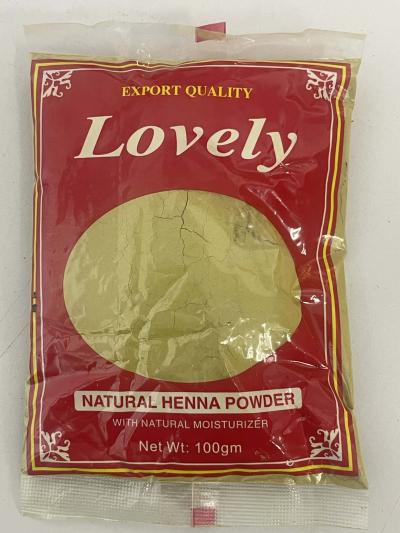 EXPORT QUALITY
Lovely
NATURAL HENNA POWDER
WITH NATURAL MOISTURIZER
Net Wt: 100gm